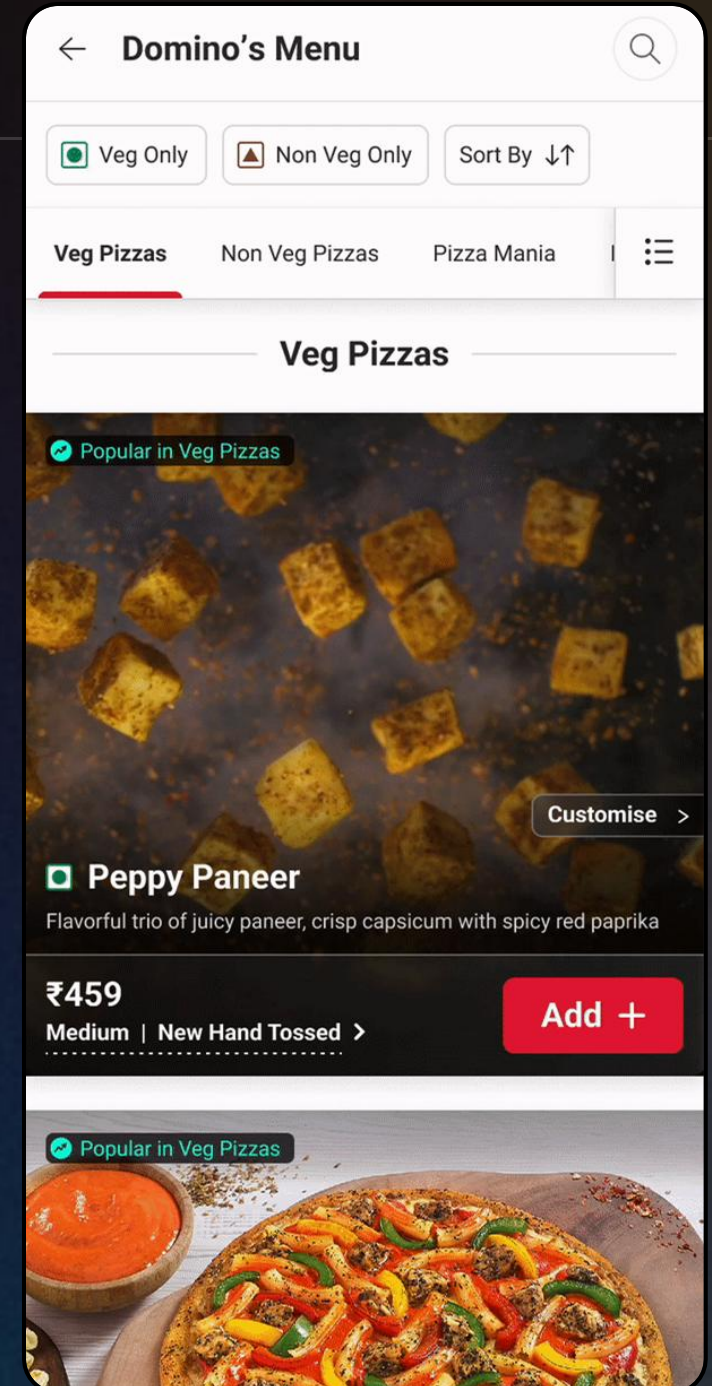 Domino's Menu
Veg Only
Non Veg Only
Sort By
Veg Pizzas
Non Veg Pizzas
Pizza Mania
Veg Pizzas
Popular in Veg Pizzas
Customise >
Peppy Paneer
Flavorful trio of juicy paneer, crisp capsicum with spicy red paprika
₹459
Add +
Medium | New Hand Tossed >
Popular in Veg Pizzas